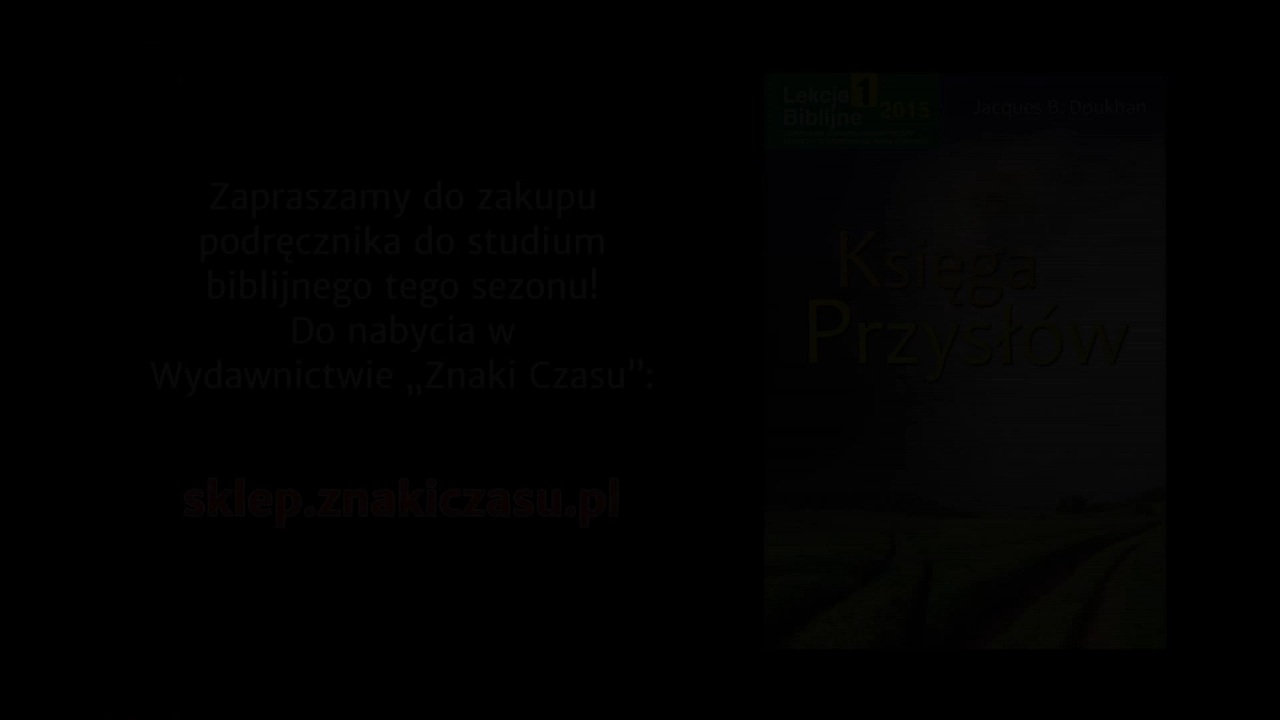 Zapraszamy do zakupu
podręcznika do studium
biblijnego tego sezonu!
Do nabycia w
Wydawnictwie „Znaki Czasu”:
sklep.znakiczasu.pl
Lekcje 1 2015
Biblijne
Jacques B. Doukhan
Księga
Przysłów